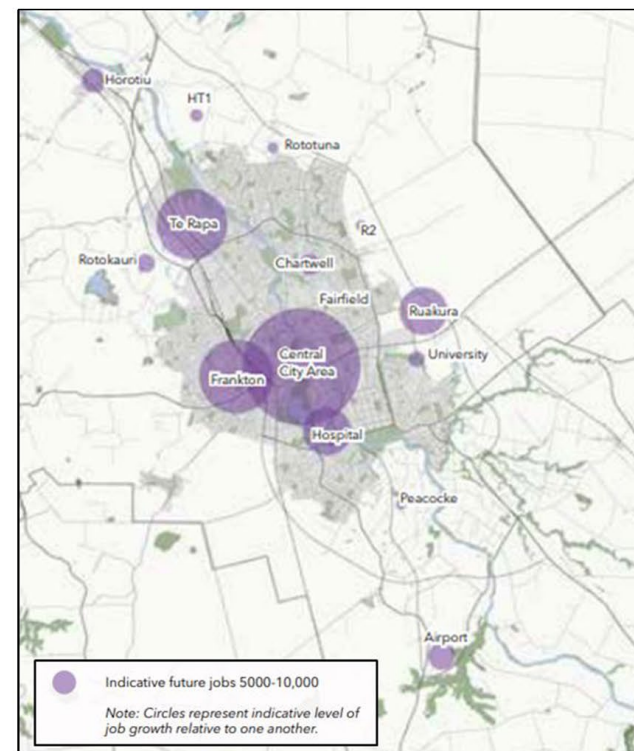 Horotiu
HT1
Rototuna
Te Rapa
R2
Rotokauri
Chartwell
Fairfield
Ruakura
Central
City Area
University
Frankton
Hospital
Peacocke
Airport
Indicative future jobs 5000-10,000
Note: Circles represent indicative level of
job growth relative to one another.